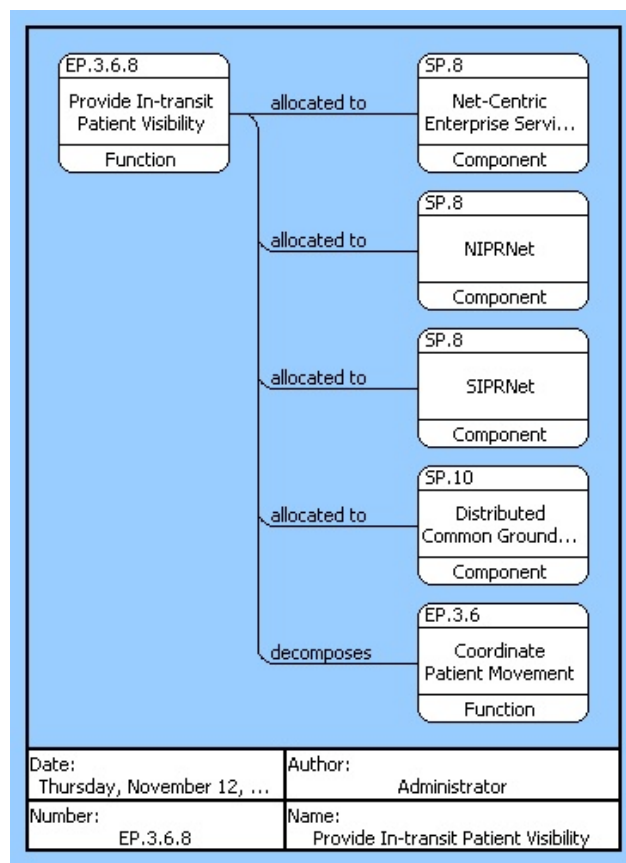 EP.3.6.8
Provide In-transit
Patient Visibility
Function
allocated to
SP.8
Net-Centric
Enterprise Servi...
Component
allocated to
SP.8
NIPRNet
Component
allocated to
SP.8
SIPRNet
Component
allocated to
SP.10
Distributed
Common Ground...
Component
decomposes
EP.3.6
Coordinate
Patient Movement
Function
Date:
Thursday, November 12, ...
Author:
Administrator
Number:
EP.3.6.8
Name:
Provide In-transit Patient Visibility